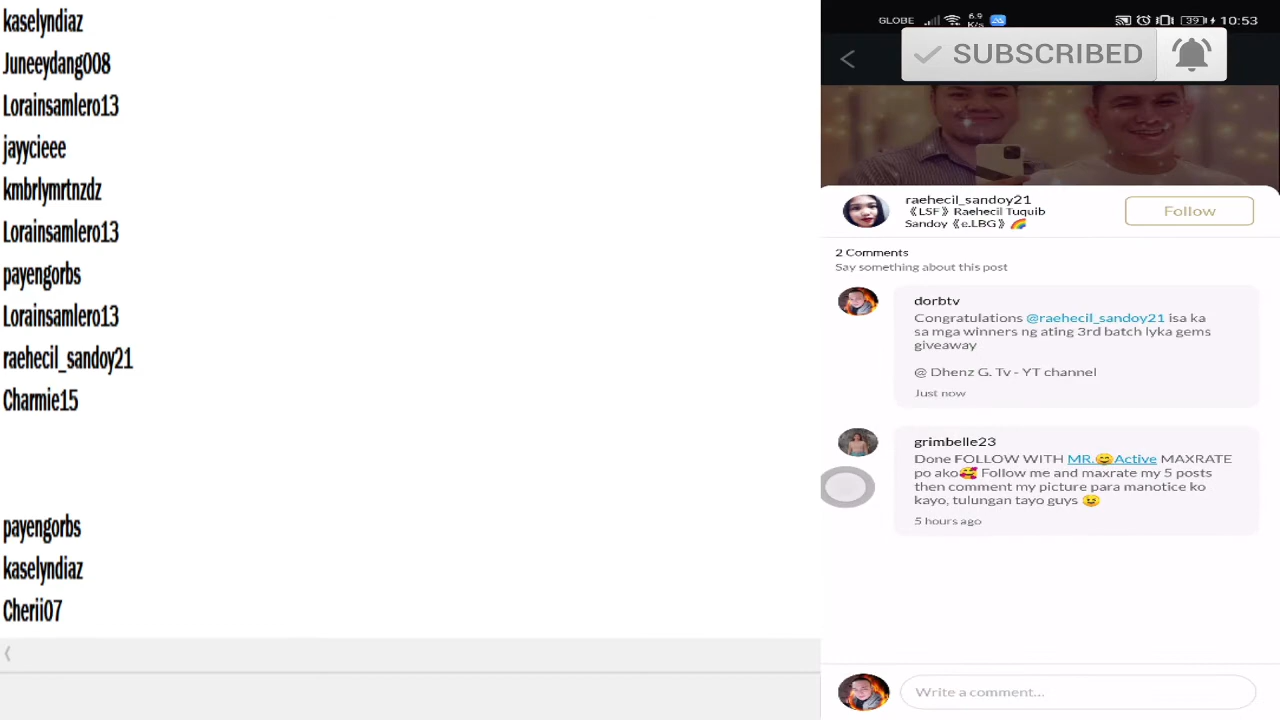 kaselyndiaz
Juneeydang008
Lorainsamlero13
jayycieee
kmbrlymrtnzdz
Lorainsamlero13
payengorbs
Lorainsamlero13
raehecil_sandoy21
Charmie15
payengorbs
kaselyndiaz
Cherii07
GLOBE 6.9 K/s 39 10:53
SUBSCRIBED
raehecil_sandoy21
《LSF》Raehecil Tuquib
Sandoy《e.LBG》🌈
Follow
2 Comments
Say something about this post
dorbtv
Congratulations @raehecil_sandoy21 isa ka
sa mga winners ng ating 3rd batch lyka gems
giveaway
@ Dhenz G. Tv - YT channel
Just now
grimbelle23
Done FOLLOW WITH MR.😄Active MAXRATE
po ako🥰 Follow me and maxrate my 5 posts
then comment my picture para manotice ko
kayo, tulungan tayo guys 😉
5 hours ago
Write a comment...